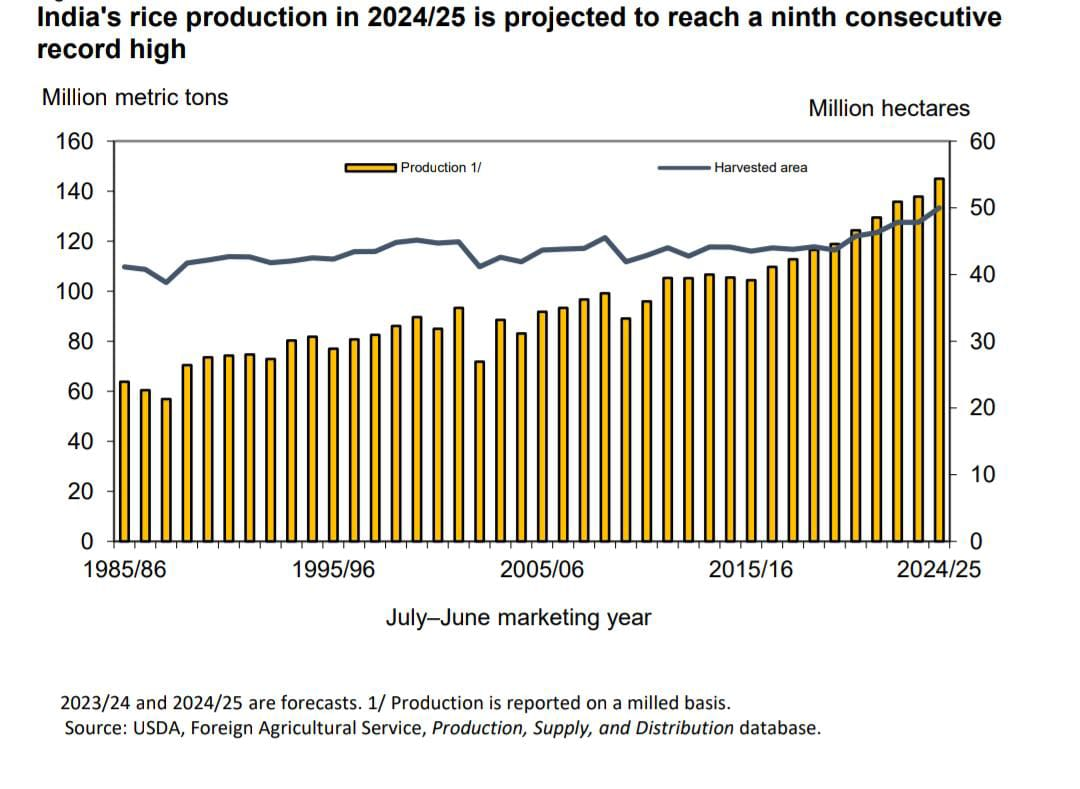 India's rice production in 2024/25 is projected to reach a ninth consecutive
record high
Million metric tons
Million hectares
160
140
120
100
80
60
40
20
0
Production 1/
Harvested area
60
50
40
30
20
10
0
1985/86
1995/96
2005/06
2015/16
2024/25
July–June marketing year
2023/24 and 2024/25 are forecasts. 1/ Production is reported on a milled basis.
Source: USDA, Foreign Agricultural Service, Production, Supply, and Distribution database.